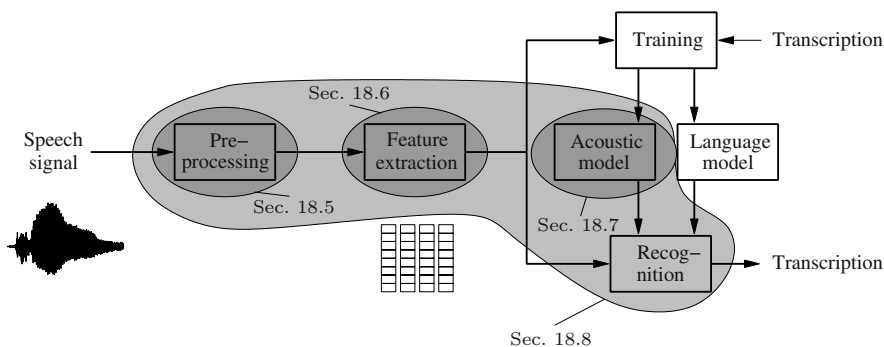 Training
Transcription
Sec. 18.6
Speech
signal
Pre-
processing
Feature
extraction
Acoustic
model
Language
model
Sec. 18.5
Sec. 18.7
Recog-
nition
Transcription
Sec. 18.8